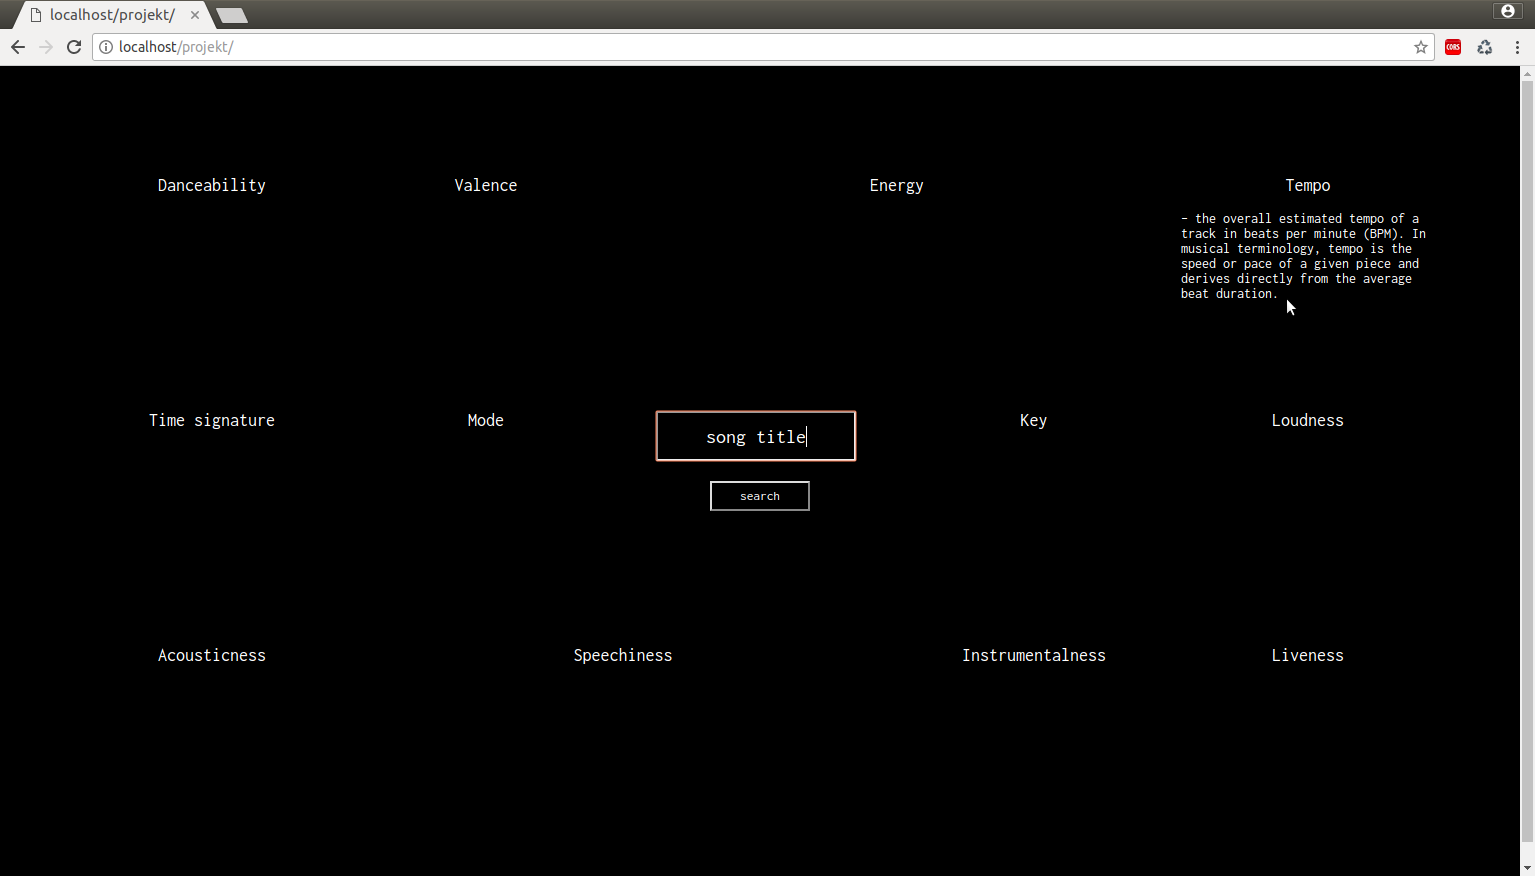 localhost/projekt/
localhost/projekt/
CORS
Danceability Valence Energy Tempo
- the overall estimated tempo of a
track in beats per minute (BPM). In
musical terminology, tempo is the
speed or pace of a given piece and
derives directly from the average
beat duration.
Time signature Mode song title Key Loudness
search
Acousticness Speechiness Instrumentalness Liveness